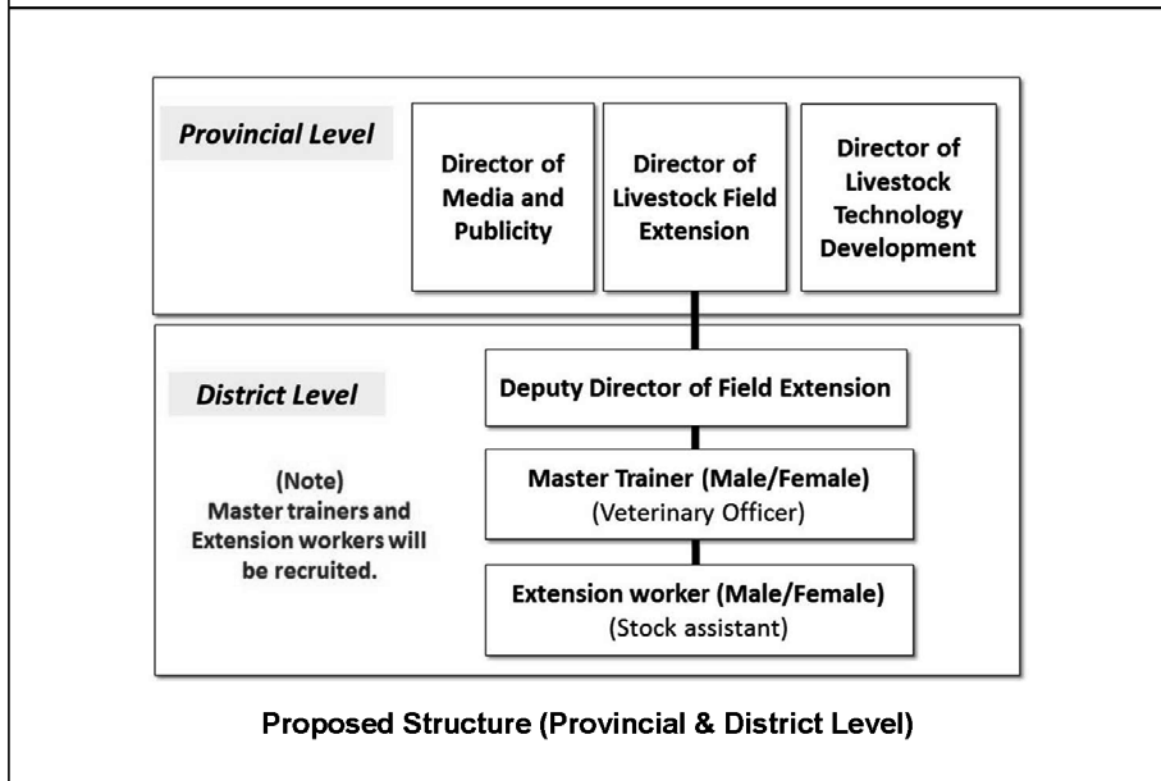 Provincial Level
Director of
Media and
Publicity
Director of
Livestock Field
Extension
Director of
Livestock
Technology
Development
District Level
(Note)
Master trainers and
Extension workers will
be recruited.
Deputy Director of Field Extension
Master Trainer (Male/Female)
(Veterinary Officer)
Extension worker (Male/Female)
(Stock assistant)
Proposed Structure (Provincial & District Level)